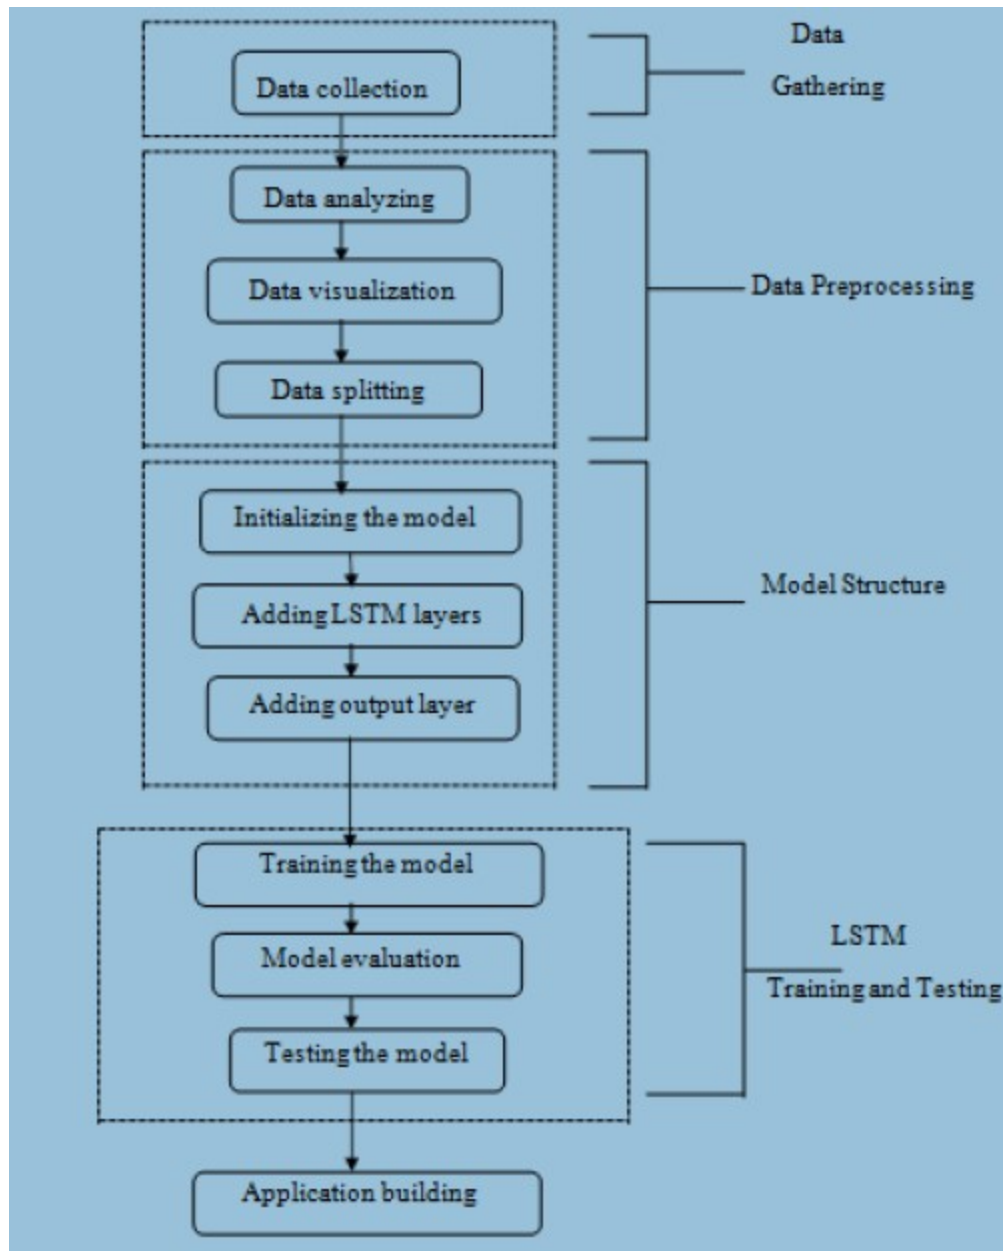 Data
Gathering
Data collection
Data analyzing
Data visualization
Data Preprocessing
Data splitting
Initializing the model
Model Structure
Adding LSTM layers
Adding output layer
Training the model
LSTM
Training and Testing
Model evaluation
Testing the model
Application building